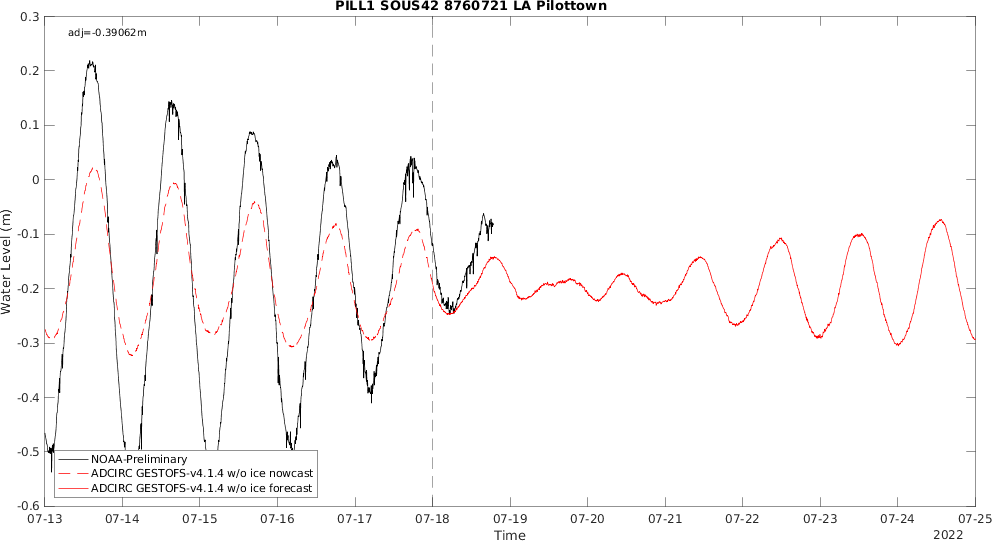 PILL1 SOUS42 8760721 LA Pilottown
adj=-0.39062m
0.3
0.2
0.1
0
-0.1
-0.2
-0.3
-0.4
-0.5
-0.6
Water Level (m)
NOAA-Preliminary
ADCIRC GESTOFS-v4.1.4 w/o ice nowcast
ADCIRC GESTOFS-v4.1.4 w/o ice forecast
07-13 07-14 07-15 07-16 07-17 07-18 07-19 07-20 07-21 07-22 07-23 07-24 07-25
Time
2022